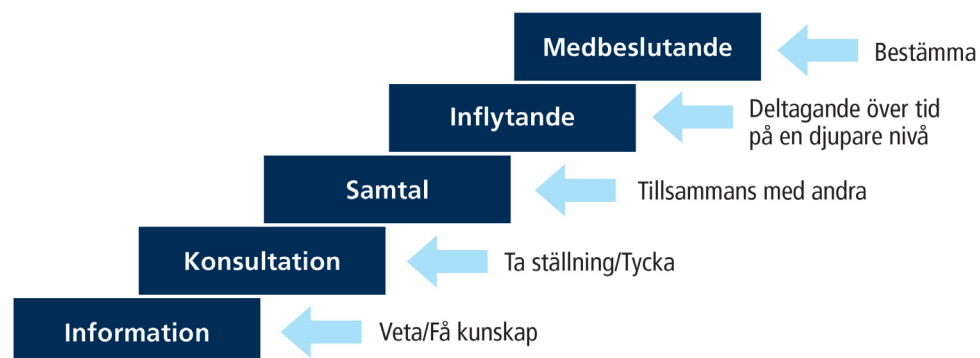 Medbeslutande
Bestämma
Inflytande
Deltagande över tid
på en djupare nivå
Samtal
Tillsammans med andra
Konsultation
Ta ställning/Tycka
Information
Veta/Få kunskap